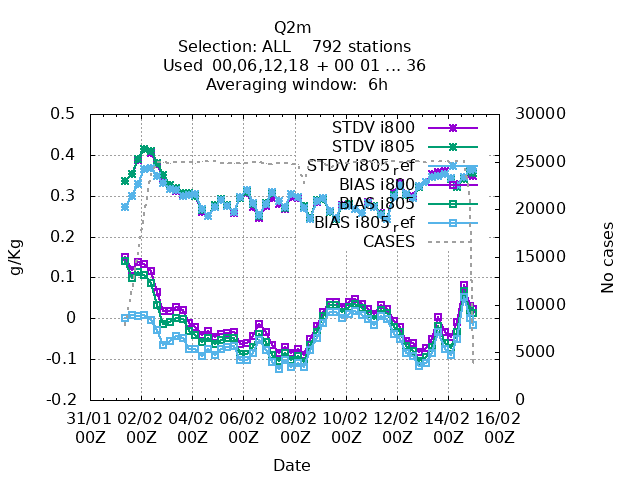 Q2m
Selection: ALL    792 stations
Used  00,06,12,18  + 00 01 ... 36
Averaging window:  6h
0.5
0.4
0.3
0.2
0.1
0
-0.1
-0.2
30000
25000
20000
15000
10000
5000
0
g/Kg
No cases
STDV i800
STDV i805
STDV i805_ref
BIAS i800
BIAS i805
BIAS i805_ref
CASES
31/01 02/02 04/02 06/02 08/02 10/02 12/02 14/02 16/02
00Z 00Z 00Z 00Z 00Z 00Z 00Z 00Z 00Z
Date